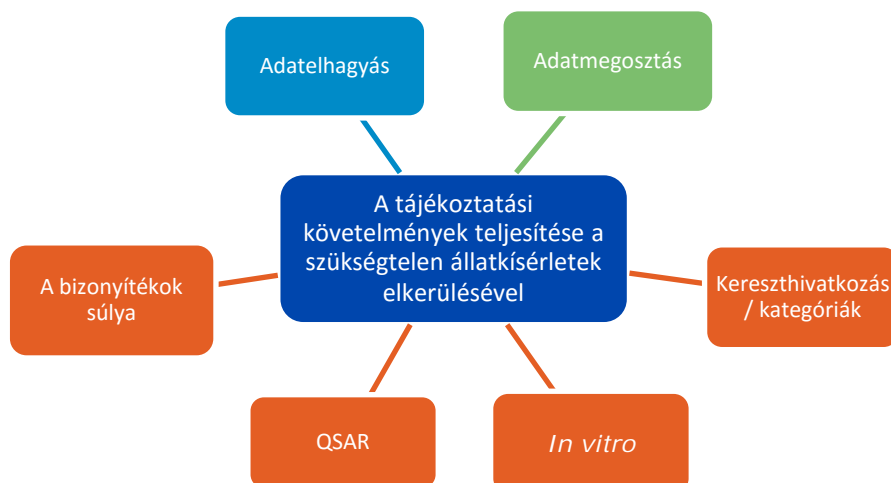 Adatelhagyás
Adatmegosztás
A tájékoztatási
követelmények teljesítése a
szükségtelen állatkísérletek
elkerülésével
A bizonyítékok
súlya
Kereszthivatkozás
/ kategóriák
QSAR
In vitro